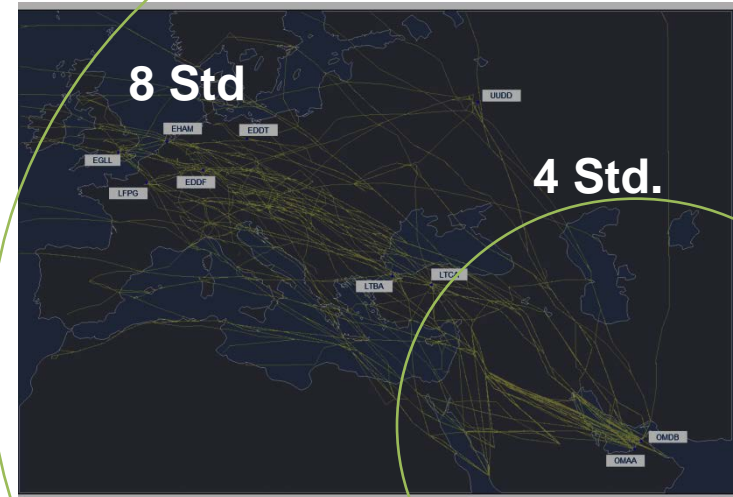 8 Std
UUDD
EHAM
EDDT
EGLL
4 Std.
EDDF
LFPG
LTBA
OMDB
OMAA